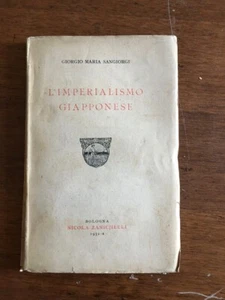 GIORGIO MARIA SANGIORGI
L'IMPERIALISMO
GIAPPONESE
BOLOGNA
NICOLA ZANICHELLI